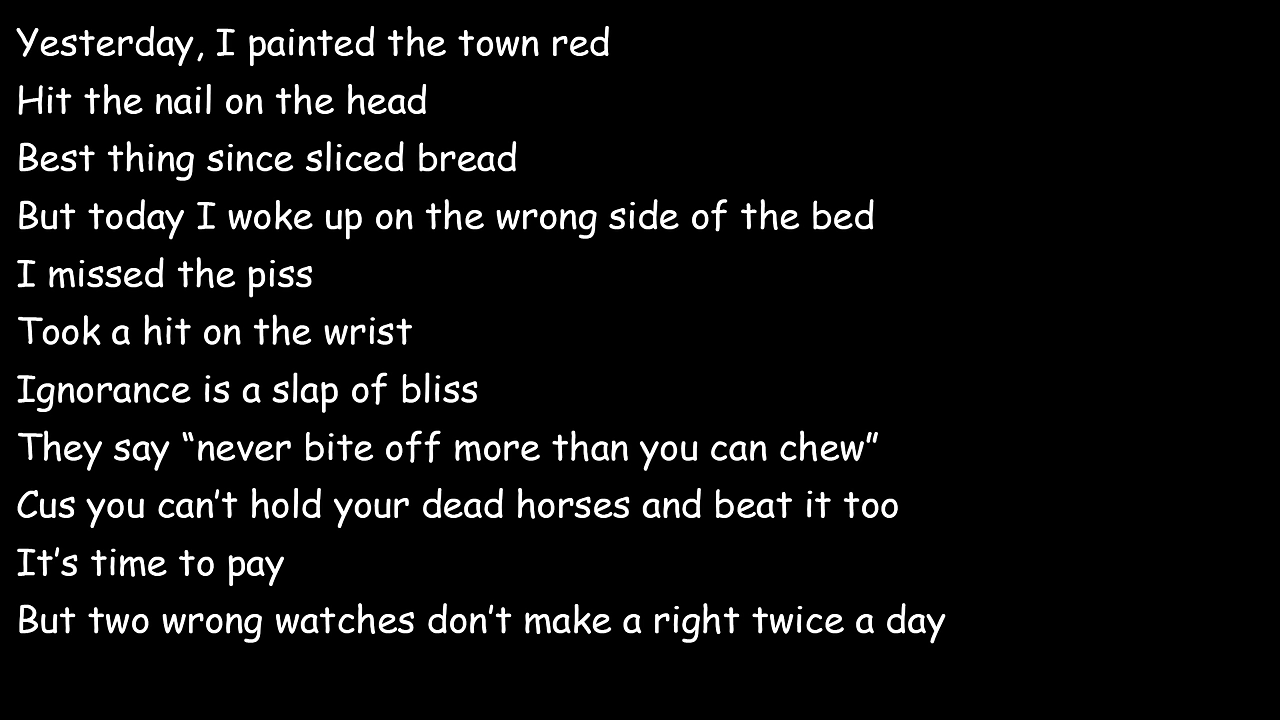 Yesterday, I painted the town red
Hit the nail on the head
Best thing since sliced bread
But today I woke up on the wrong side of the bed
I missed the piss
Took a hit on the wrist
Ignorance is a slap of bliss
They say “never bite off more than you can chew”
Cus you can’t hold your dead horses and beat it too
It’s time to pay
But two wrong watches don’t make a right twice a day